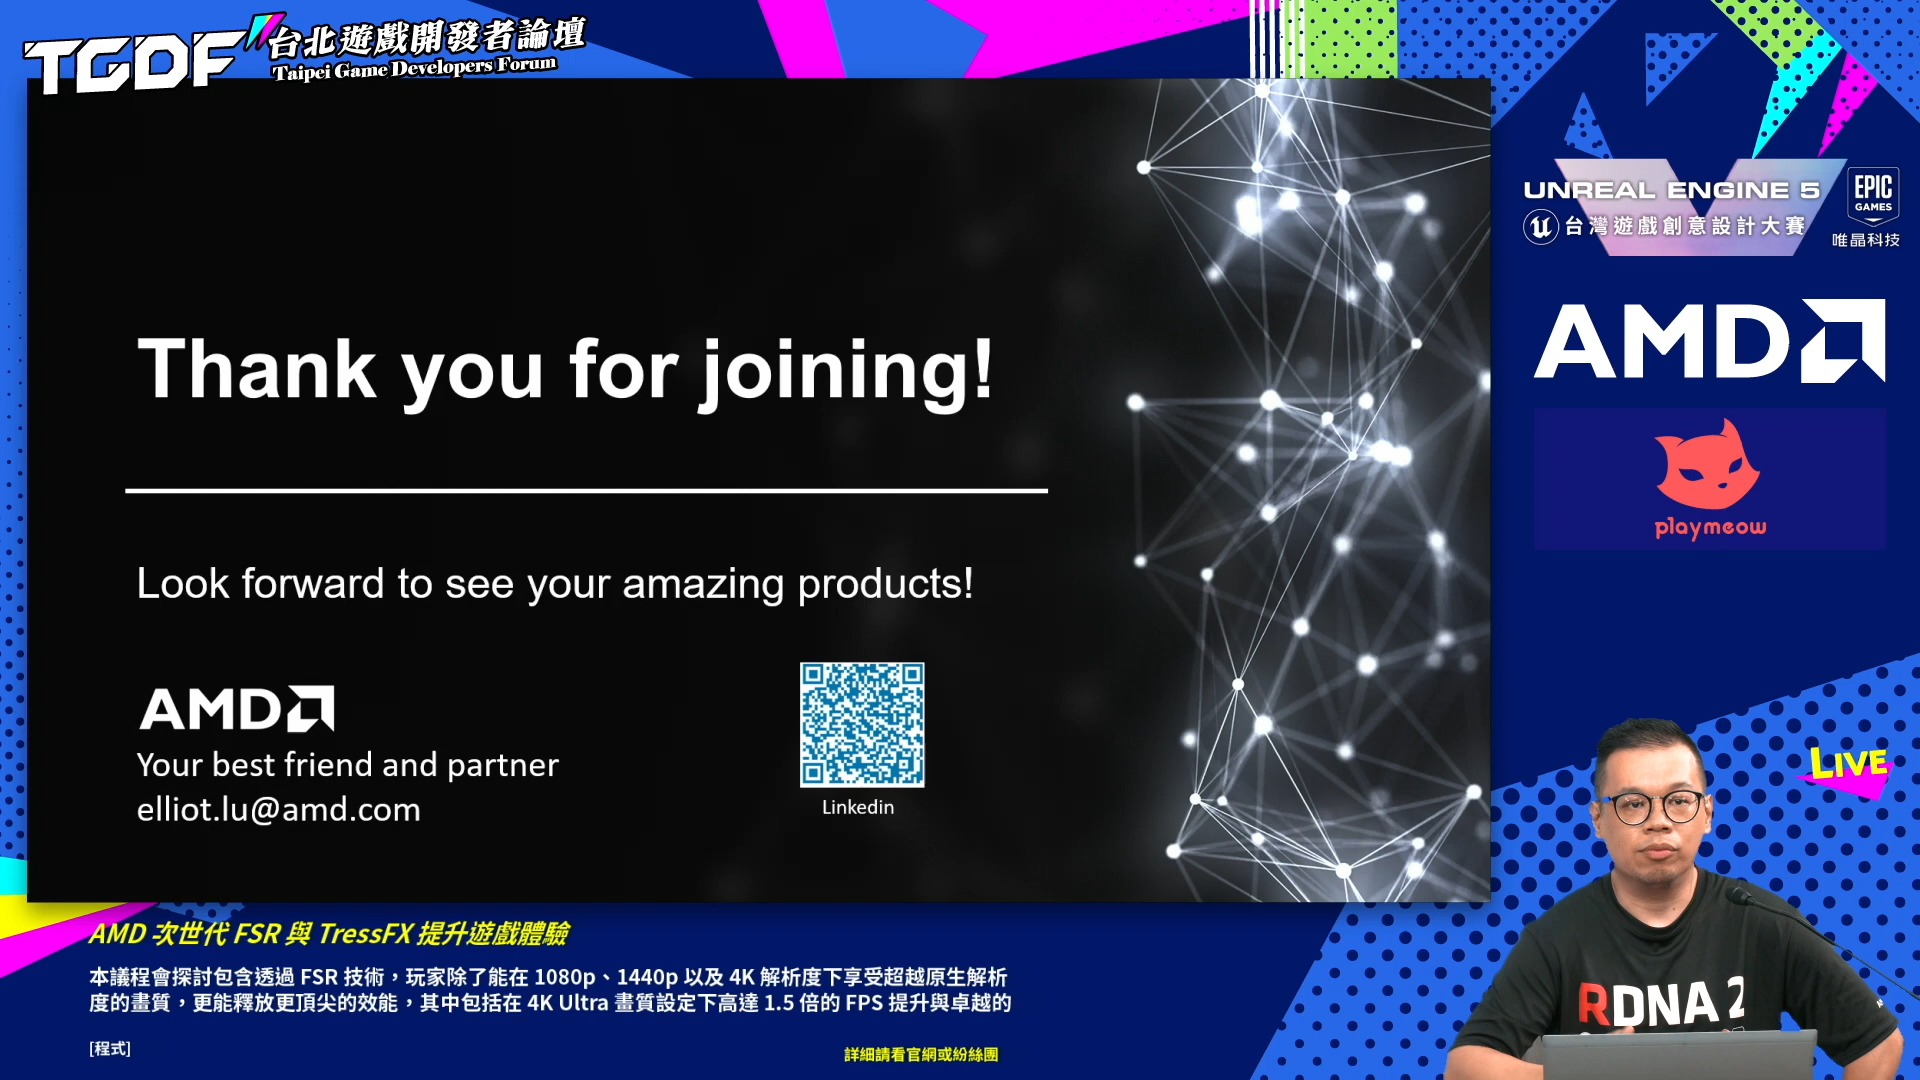 TGDF 台北遊戲開發者論壇
Taipei Game Developers Forum
Thank you for joining!
Look forward to see your amazing products!
AMD
Your best friend and partner
elliot.lu@amd.com
Linkedin
UNREAL ENGINE 5
台灣遊戲創意設計大賽
EPIC
GAMES
唯晶科技
AMD
playmeow
LIVE
RDNA 2
AMD 次世代 FSR 與 TressFX 提升遊戲體驗
本議程會探討包含透過 FSR 技術，玩家除了能在 1080p、1440p 以及 4K 解析度下享受超越原生解析
度的畫質，更能釋放更頂尖的效能，其中包括在 4K Ultra 畫質設定下高達 1.5 倍的 FPS 提升與卓越的
[程式]
詳細請看官網或粉絲團